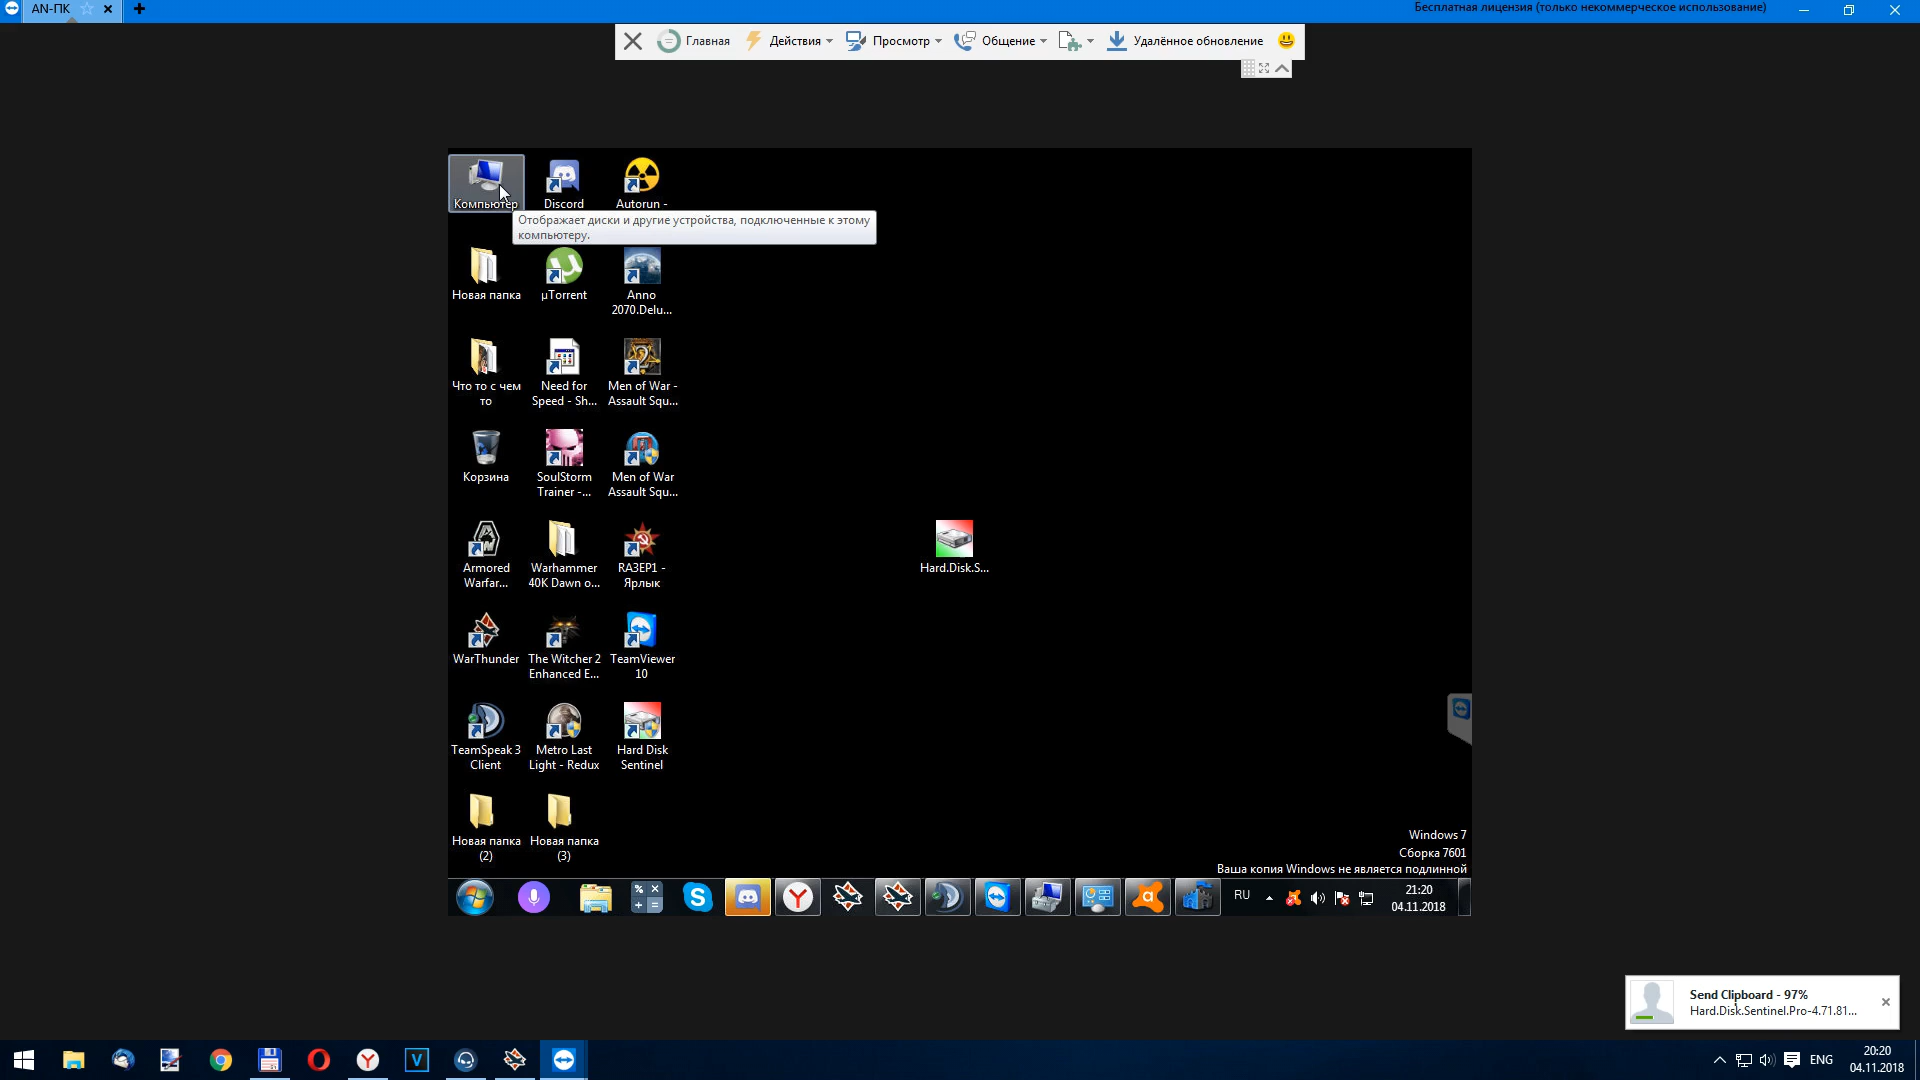 AN-ПК
Бесплатная лицензия (только некоммерческое использование)
Главная
Действия
Просмотр
Общение
Удалённое обновление
Компьютер
Discord
Autorun -
Отображает диски и другие устройства, подключенные к этому
компьютеру.
Новая папка
µTorrent
Anno
2070.Delu...
Что то с чем
то
Need for
Speed - Sh...
Men of War -
Assault Squ...
Корзина
SoulStorm
Trainer -...
Men of War
Assault Squ...
Armored
Warfar...
Warhammer
40K Dawn o...
RA3EP1 -
Ярлык
Hard.Disk.S...
WarThunder
The Witcher 2
Enhanced E...
TeamViewer
10
TeamSpeak 3
Client
Metro Last
Light - Redux
Hard Disk
Sentinel
Новая папка
(2)
Новая папка
(3)
Windows 7
Сборка 7601
Ваша копия Windows не является подлинной
RU
21:20
04.11.2018
Send Clipboard - 97%
Hard.Disk.Sentinel.Pro-4.71.81...
ENG
20:20
04.11.2018